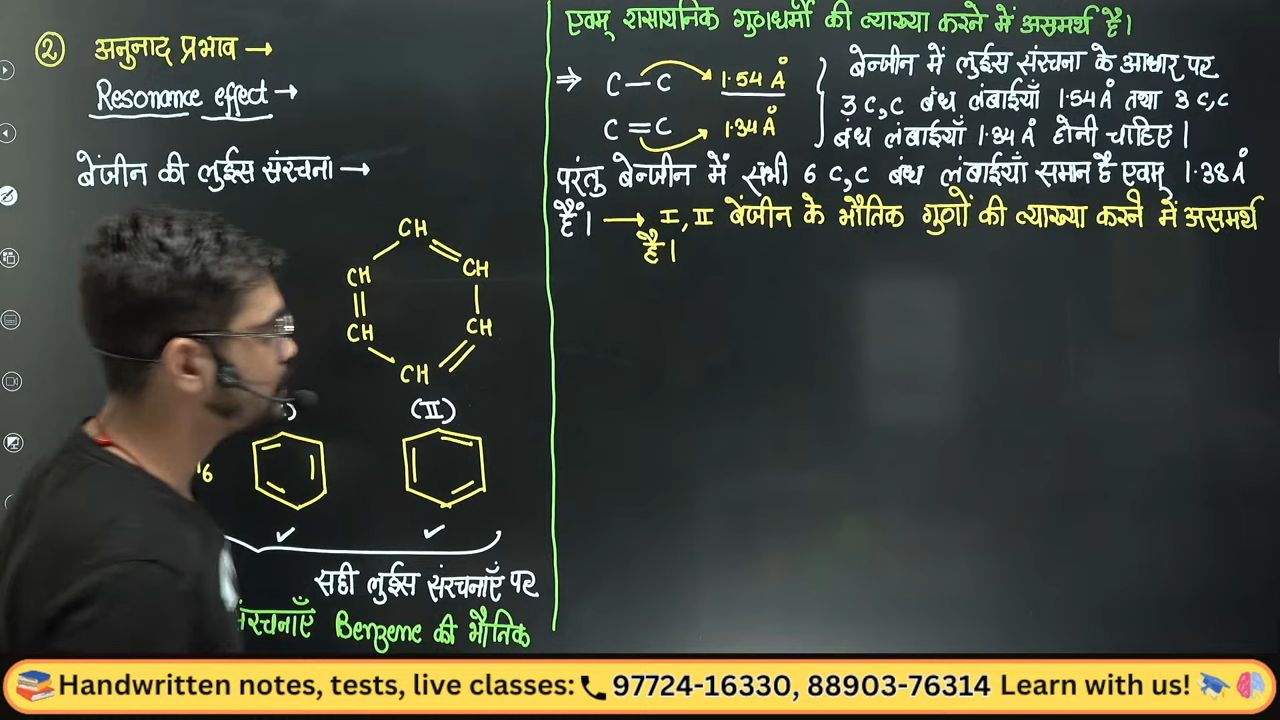 ② अनुनाद प्रभाव →
Resonance effect →
बेंजीन की लुईस संरचना →
CH
CH CH
CH CH
CH
(II)
सही लुईस संरचनाएँ पर
संरचनाएँ Benzene की भौतिक
एवम् रासायनिक गुणधर्मों की व्याख्या करने में असमर्थ है।
⇒ C–C 1.54 Å
C=C 1.34 Å
बेन्जीन में लुईस संरचना के आधार पर
3 C,C बंध लंबाईयाँ 1.54 Å तथा 3 C,C
बंध लंबाईयाँ 1.34 Å होनी चाहिए।
परंतु बेन्जीन में सभी 6 C,C बंध लंबाईयाँ समान है एवम् 1.38 Å
हैं। → I, II बेंजीन के भौतिक गुणों की व्याख्या करने में असमर्थ
है।
Handwritten notes, tests, live classes: 97724-16330, 88903-76314 Learn with us!